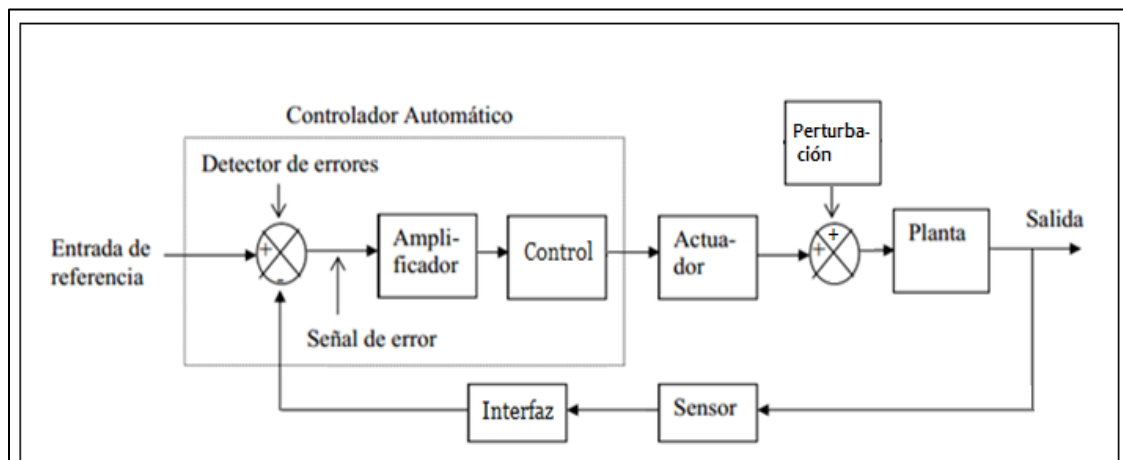 Controlador Automático
Detector de errores
Perturba-
ción
Entrada de
referencia
+
-
Ampli-
ficador
Control
Actua-
dor
+
+
Planta
Salida
Señal de error
Interfaz
Sensor